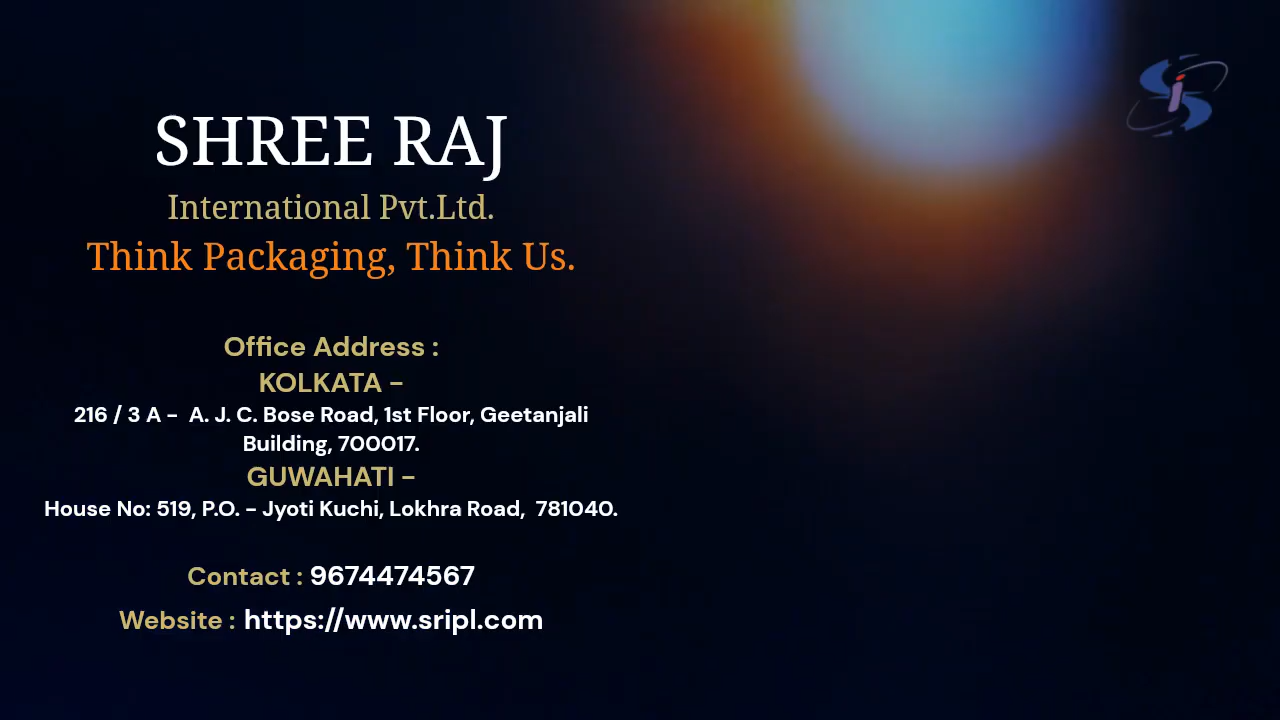 SHREE RAJ
International Pvt.Ltd.
Think Packaging, Think Us.
Office Address :
KOLKATA –
216 / 3 A –  A. J. C. Bose Road, 1st Floor, Geetanjali
Building, 700017.
GUWAHATI –
House No: 519, P.O. – Jyoti Kuchi, Lokhra Road,  781040.
Contact : 9674474567
Website : https://www.sripl.com